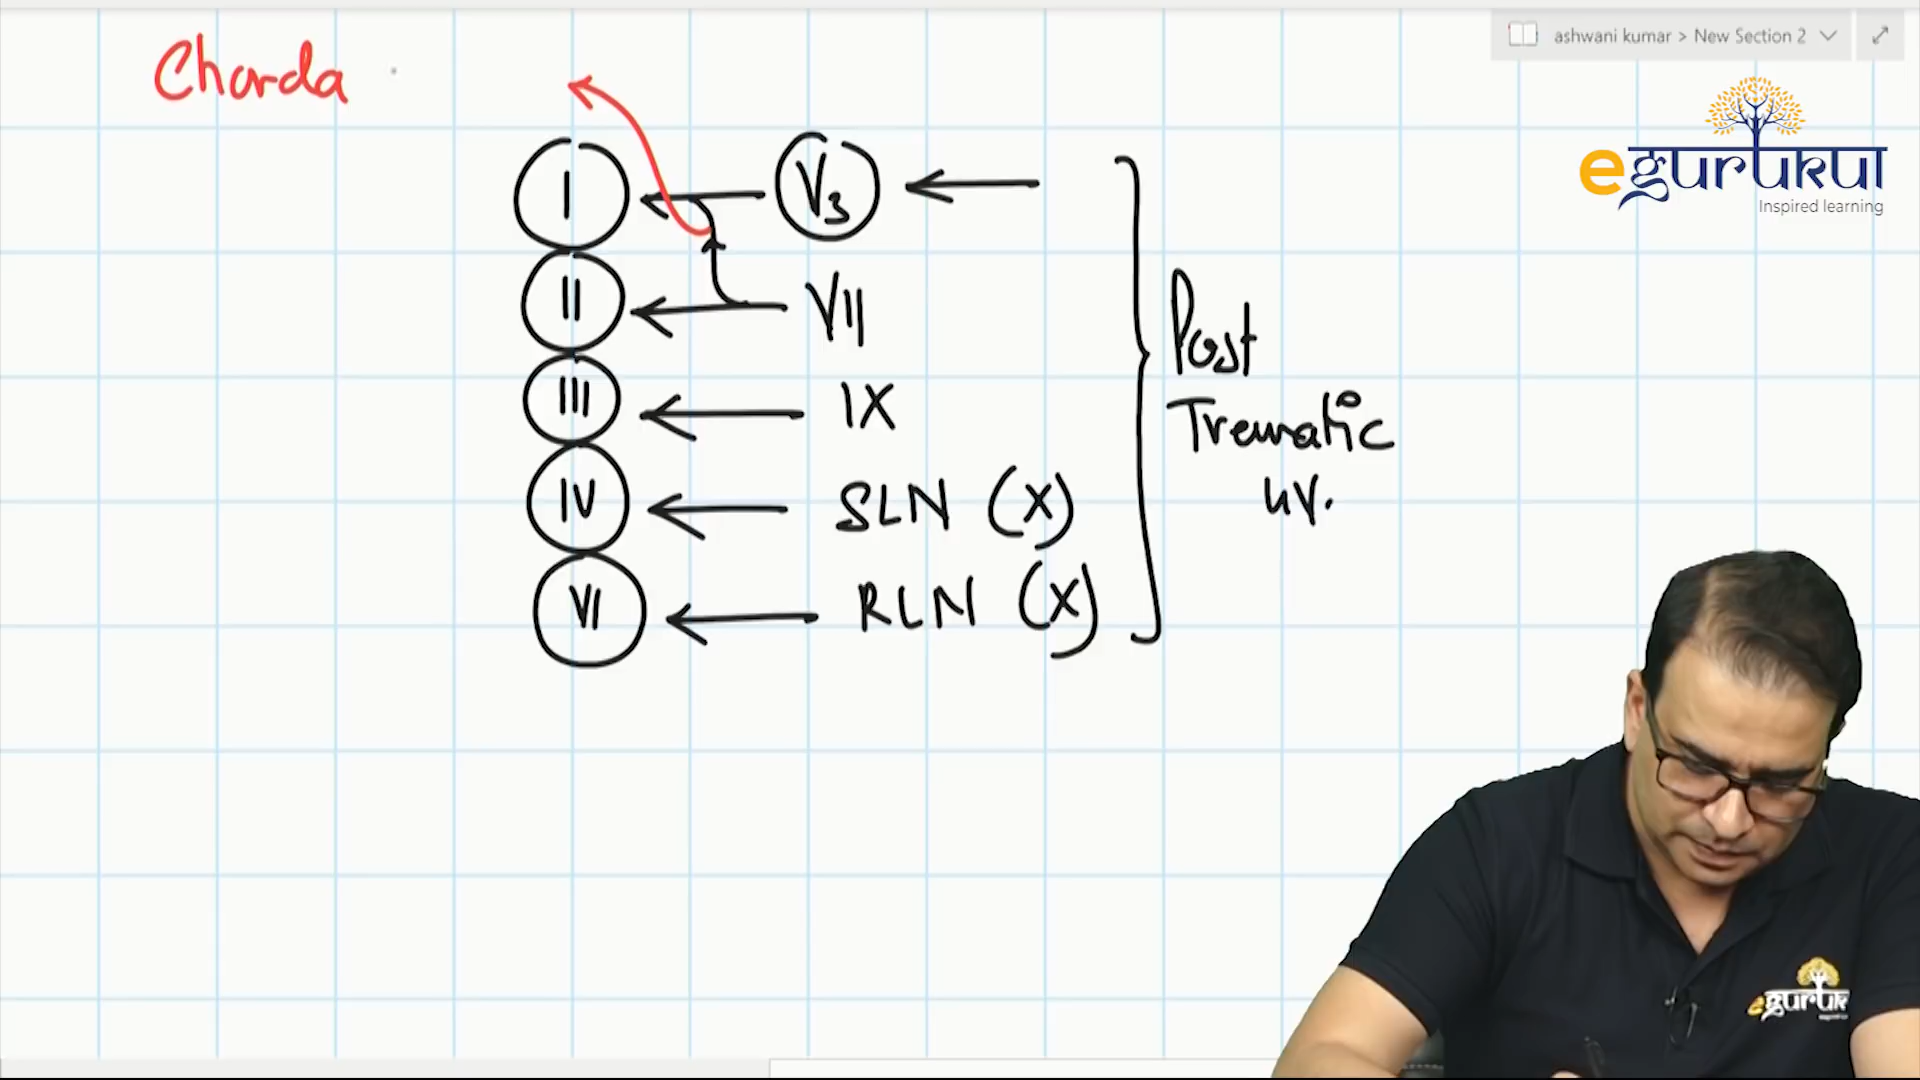 ashwani kumar > New Section 2
egurukul
Inspired learning
Chorda
I
V3
II
VII
III
IX
IV
SLN (X)
VI
RLN (X)
Post
Trematic
nv.
egurukul